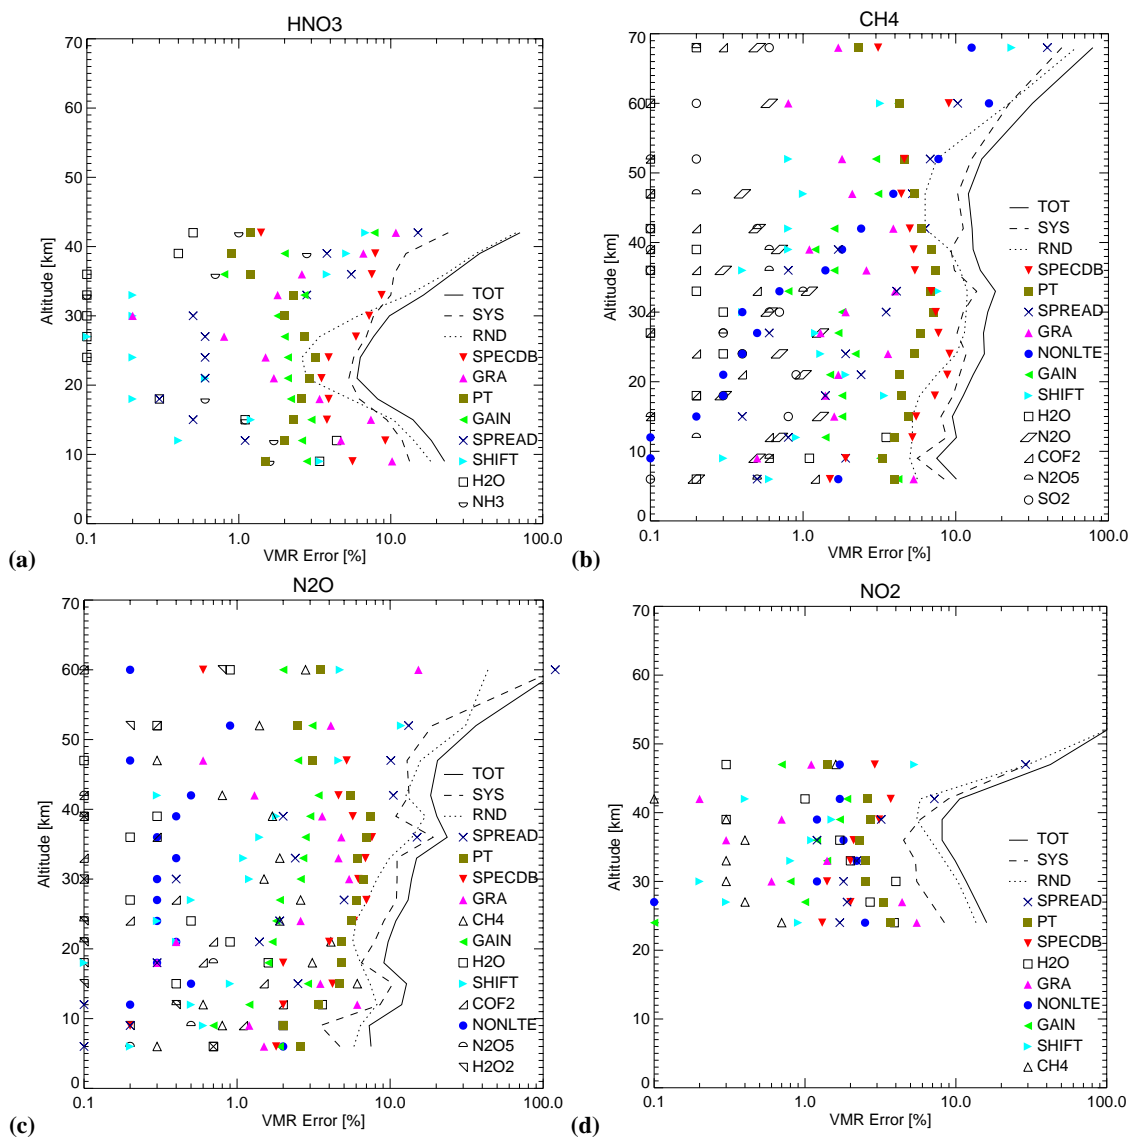 HNO3
70
60
50
40
30
20
10
0
Altitude [km]
0.1
1.0
10.0
100.0
VMR Error [%]
TOT
SYS
RND
SPECDB
GRA
PT
GAIN
SPREAD
SHIFT
H2O
NH3
(a)
CH4
70
60
50
40
30
20
10
0
Altitude [km]
0.1
1.0
10.0
100.0
VMR Error [%]
TOT
SYS
RND
SPECDB
PT
SPREAD
GRA
NONLTE
GAIN
SHIFT
H2O
N2O
COF2
N2O5
SO2
(b)
N2O
70
60
50
40
30
20
10
0
Altitude [km]
0.1
1.0
10.0
100.0
VMR Error [%]
TOT
SYS
RND
SPREAD
PT
SPECDB
GRA
CH4
GAIN
H2O
SHIFT
COF2
NONLTE
N2O5
H2O2
(c)
NO2
70
60
50
40
30
20
10
0
Altitude [km]
0.1
1.0
10.0
100.0
VMR Error [%]
TOT
SYS
RND
SPREAD
PT
SPECDB
H2O
GRA
NONLTE
GAIN
SHIFT
CH4
(d)